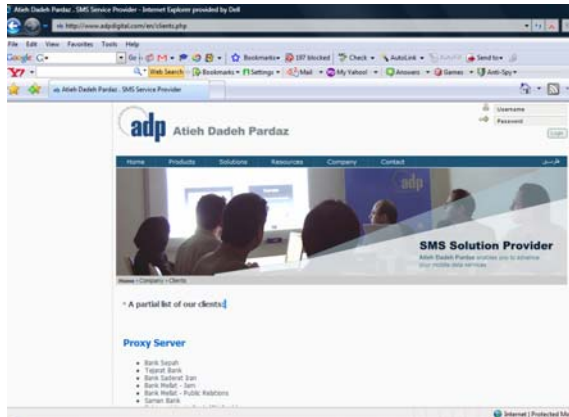 Atieh Dadeh Pardaz . SMS Service Provider - Internet Explorer provided by Dell
http://www.adpdigital.com/en/clients.php
File Edit View Favorites Tools Help
Google G Go Bookmarks 197 blocked Check AutoLink Send to
Y! Web Search Bookmarks Settings Mail My Yahoo! Answers Games Anti-Spy
Atieh Dadeh Pardaz . SMS Service Provider
Username
Password
Login
adp Atieh Dadeh Pardaz
Home Products Solutions Resources Company Contact فارسی
adp
SMS Solution Provider
Atieh Dadeh Pardaz enables you to advance
your mobile data services
Home › Company › Clients
A partial list of our clients:
Proxy Server
Bank Sepah
Tejarat Bank
Bank Saderat Iran
Bank Mellat - Jam
Bank Mellat - Public Relations
Saman Bank
Internet | Protected Mo